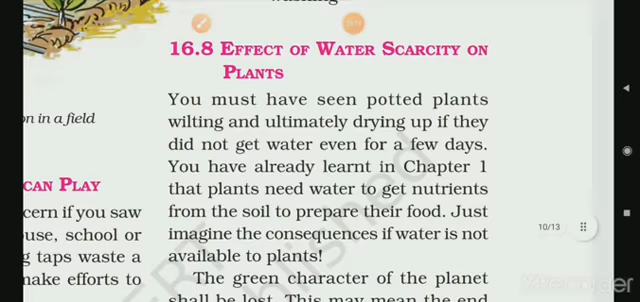 washing
16.8 EFFECT OF WATER SCARCITY ON
PLANTS
You must have seen potted plants
wilting and ultimately drying up if they
did not get water even for a few days.
You have already learnt in Chapter 1
that plants need water to get nutrients
from the soil to prepare their food. Just
imagine the consequences if water is not
available to plants!
The green character of the planet
shall be lost. This may mean the end
on in a field
CAN PLAY
cern if you saw
use, school or
g taps waste a
make efforts to
10/13